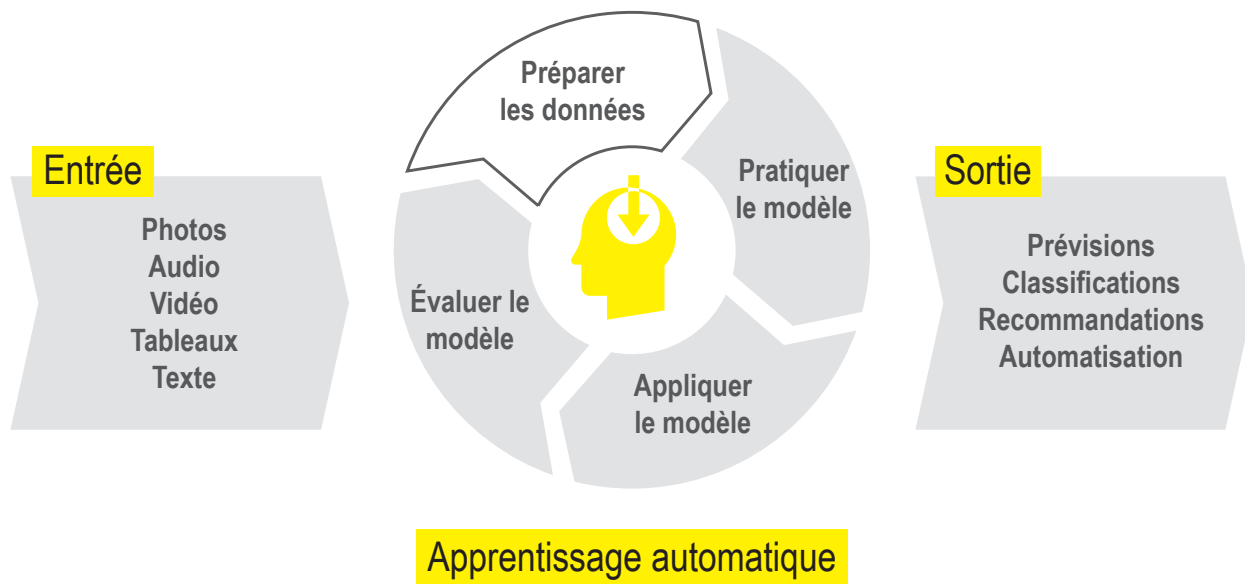 Entrée
Photos
Audio
Vidéo
Tableaux
Texte
Préparer
les données
Pratiquer
le modèle
Appliquer
le modèle
Évaluer le
modèle
Sortie
Prévisions
Classifications
Recommandations
Automatisation
Apprentissage automatique